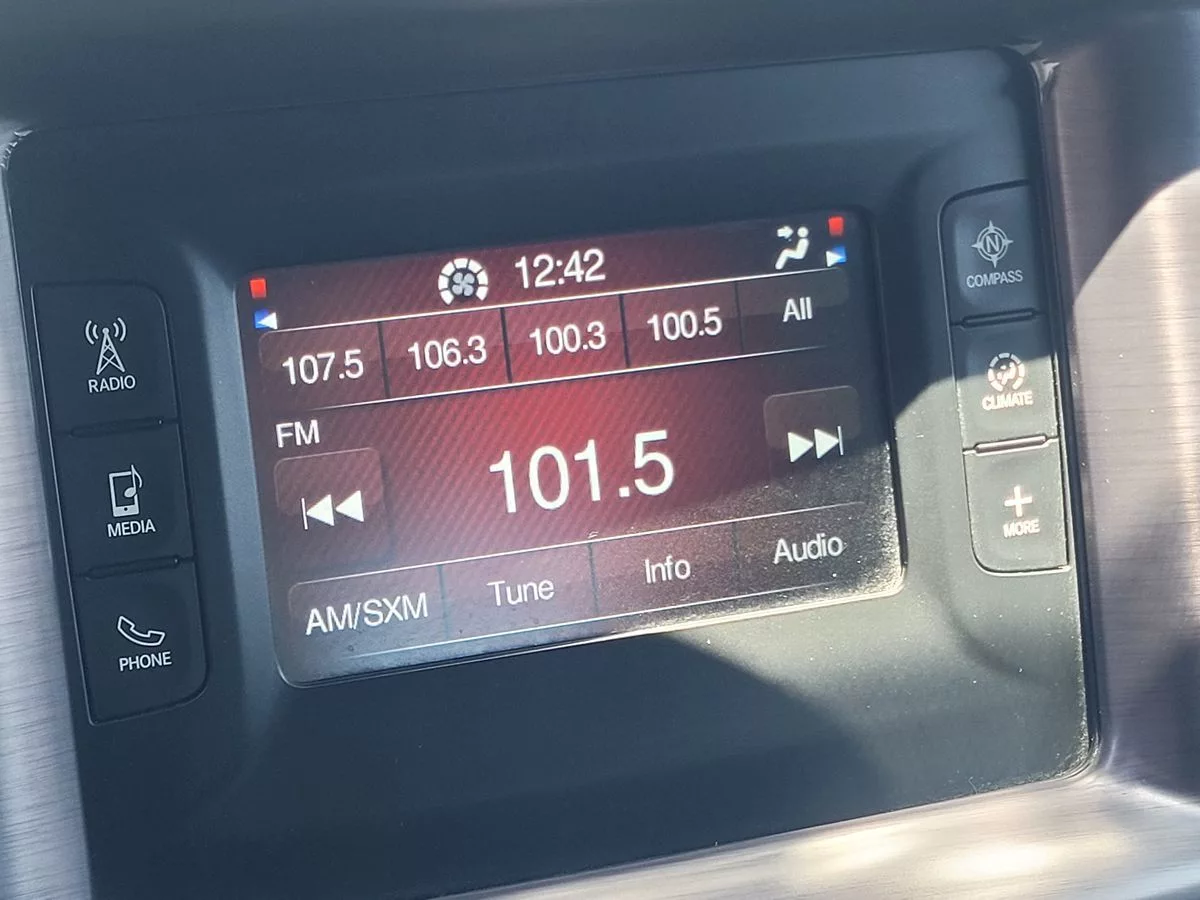 12:42
107.5 106.3 100.3 100.5 All
FM
101.5
AM/SXM Tune Info Audio
RADIO
MEDIA
PHONE
N
COMPASS
CLIMATE
MORE